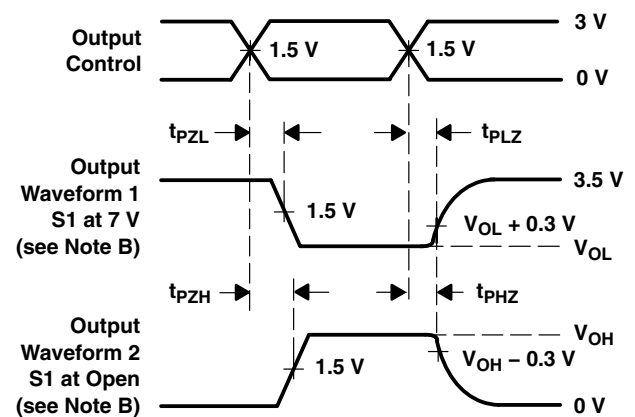 Output
Control
1.5 V
1.5 V
3 V
0 V
tPZL
tPLZ
Output
Waveform 1
S1 at 7 V
(see Note B)
1.5 V
3.5 V
VOL + 0.3 V
VOL
tPZH
tPHZ
Output
Waveform 2
S1 at Open
(see Note B)
1.5 V
VOH
VOH − 0.3 V
0 V